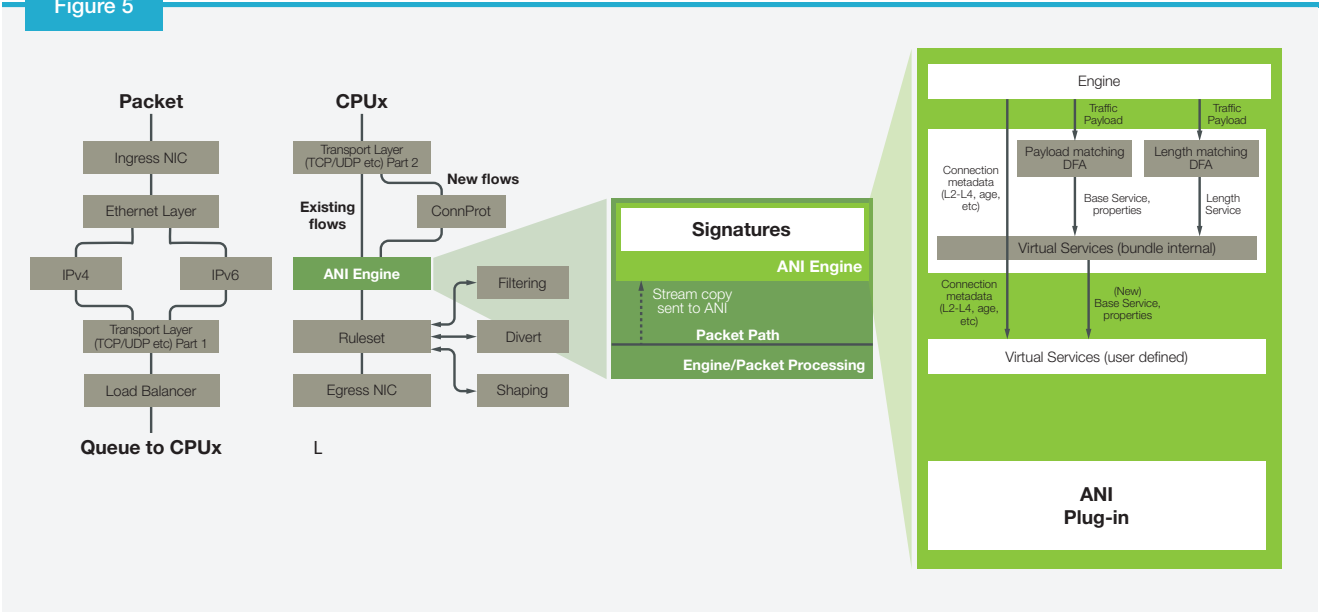 Figure 5
Packet
Ingress NIC
Ethernet Layer
IPv4
IPv6
Transport Layer
(TCP/UDP etc) Part 1
Load Balancer
Queue to CPUx
CPUx
Transport Layer
(TCP/UDP etc) Part 2
New flows
Existing
flows
ConnProt
ANI Engine
Filtering
Ruleset
Divert
Egress NIC
Shaping
L
Signatures
ANI Engine
Stream copy
sent to ANI
Packet Path
Engine/Packet Processing
Engine
Traffic
Payload
Traffic
Payload
Connection
metadata
(L2-L4, age,
etc)
Payload matching
DFA
Length matching
DFA
Base Service,
properties
Length
Service
Virtual Services (bundle internal)
Connection
metadata
(L2-L4, age,
etc)
(New)
Base Service,
properties
Virtual Services (user defined)
ANI
Plug-in